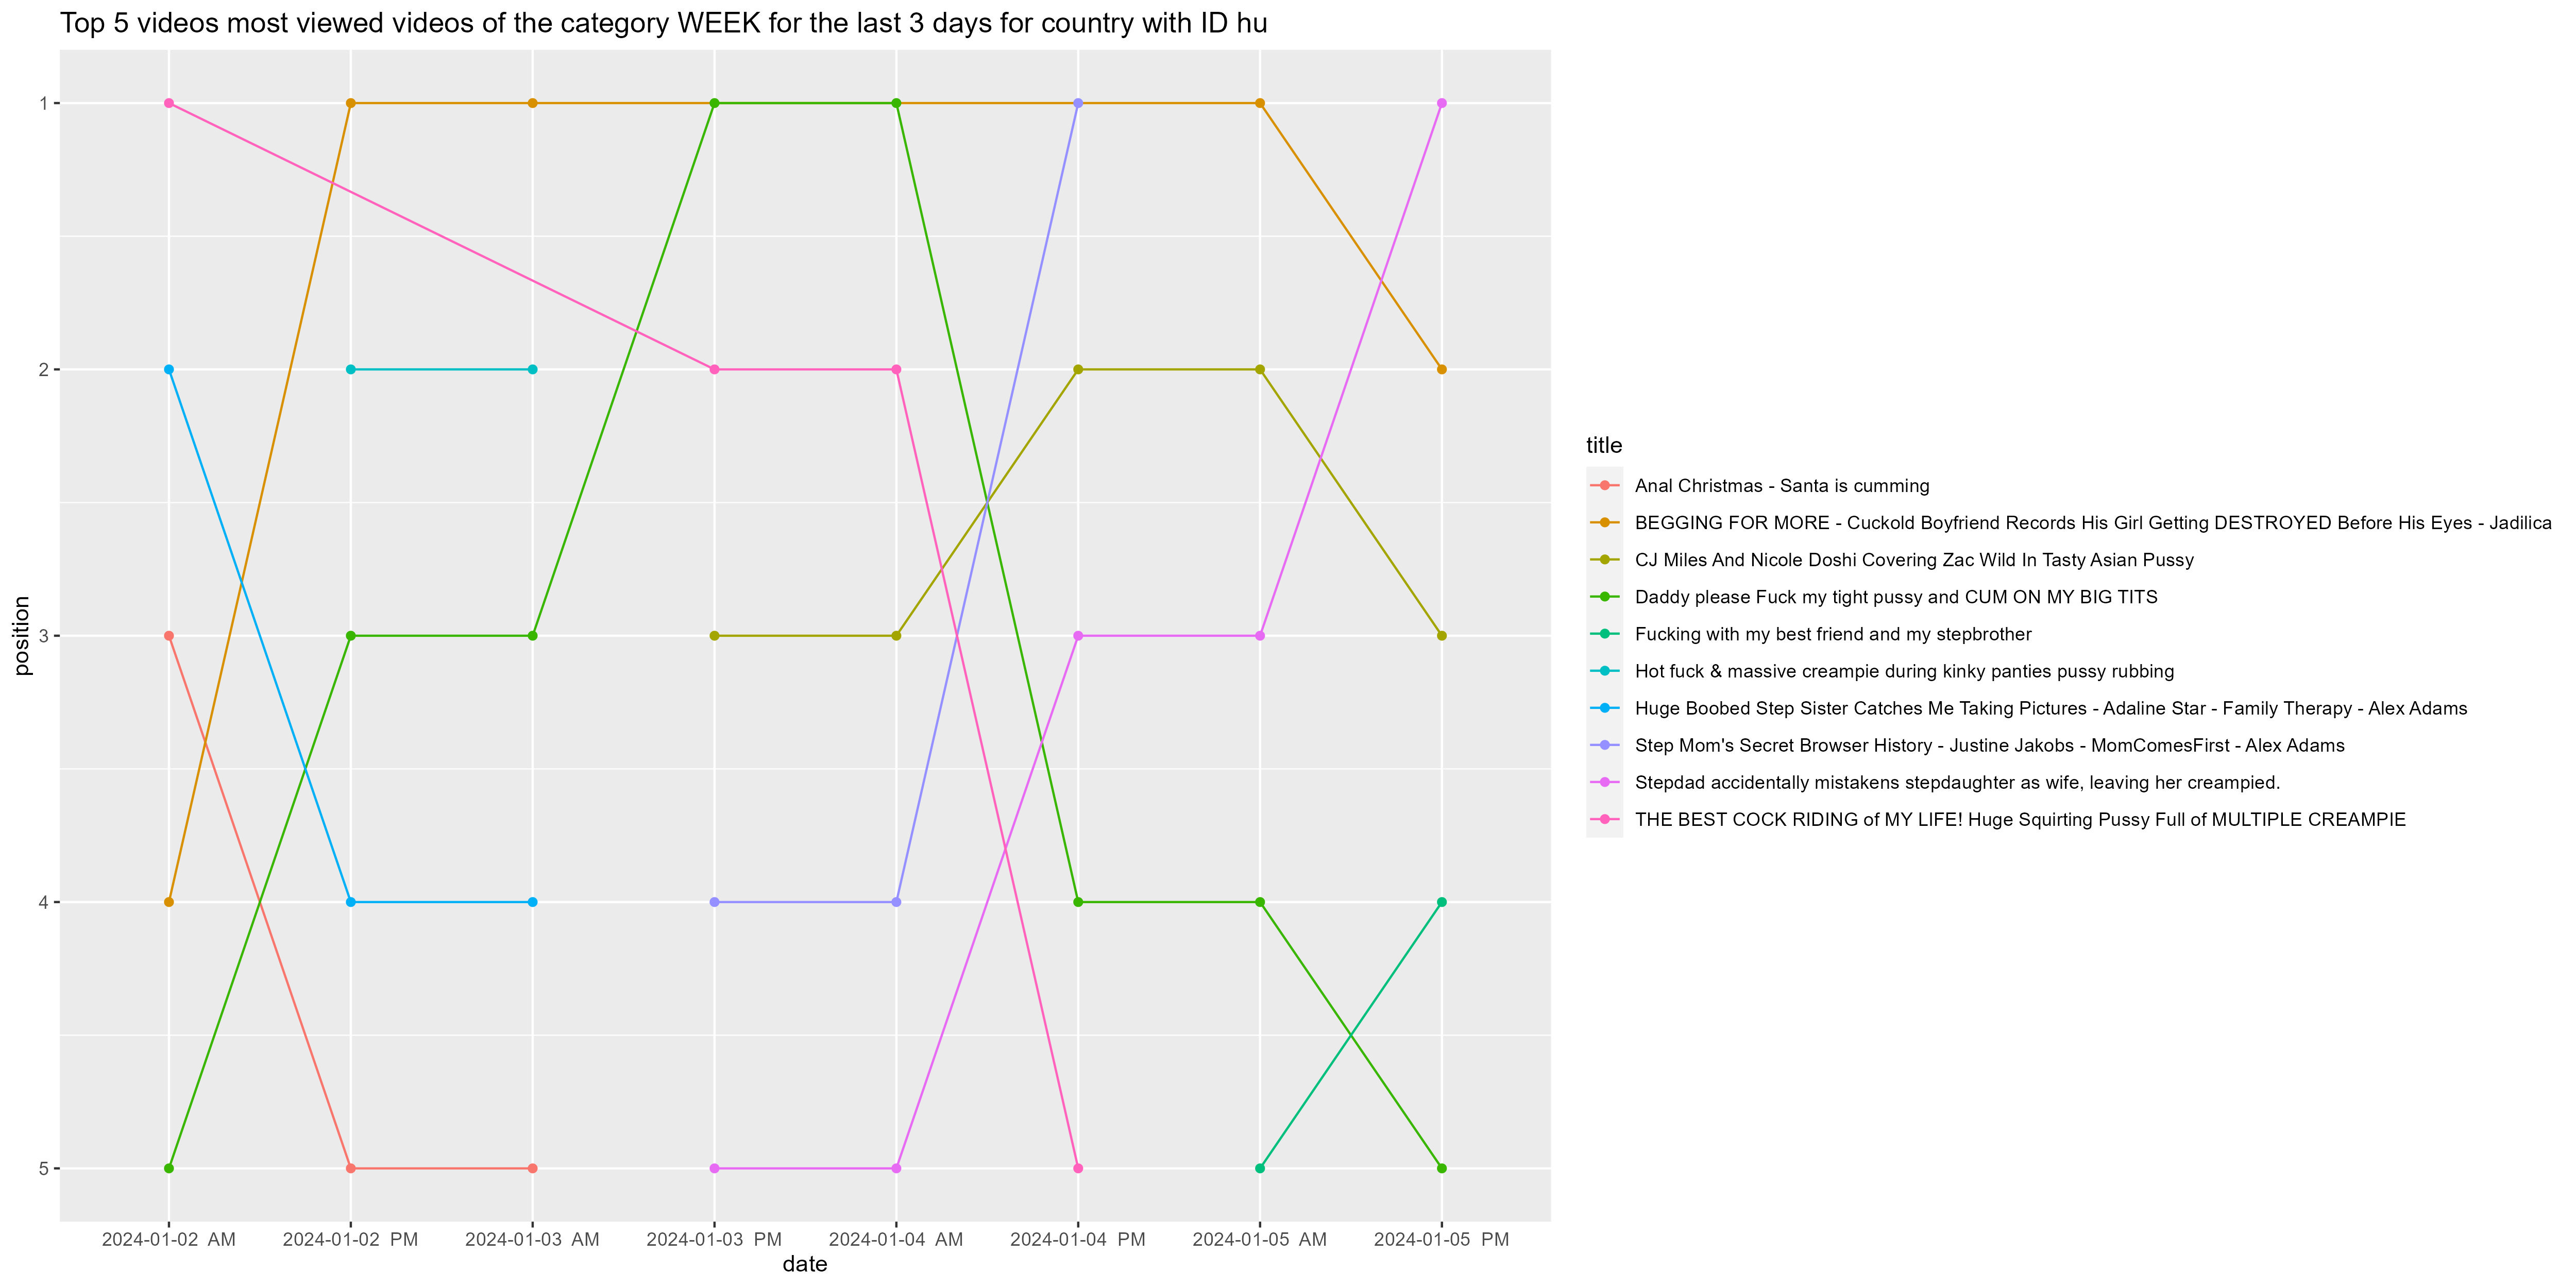 Top 5 videos most viewed videos of the category WEEK for the last 3 days for country with ID hu
position
1
2
3
4
5
2024-01-02 AM
2024-01-02 PM
2024-01-03 AM
2024-01-03 PM
2024-01-04 AM
2024-01-04 PM
2024-01-05 AM
2024-01-05 PM
date
title
Anal Christmas - Santa is cumming
BEGGING FOR MORE - Cuckold Boyfriend Records His Girl Getting DESTROYED Before His Eyes - Jadilica
CJ Miles And Nicole Doshi Covering Zac Wild In Tasty Asian Pussy
Daddy please Fuck my tight pussy and CUM ON MY BIG TITS
Fucking with my best friend and my stepbrother
Hot fuck & massive creampie during kinky panties pussy rubbing
Huge Boobed Step Sister Catches Me Taking Pictures - Adaline Star - Family Therapy - Alex Adams
Step Mom's Secret Browser History - Justine Jakobs - MomComesFirst - Alex Adams
Stepdad accidentally mistakens stepdaughter as wife, leaving her creampied.
THE BEST COCK RIDING of MY LIFE! Huge Squirting Pussy Full of MULTIPLE CREAMPIE